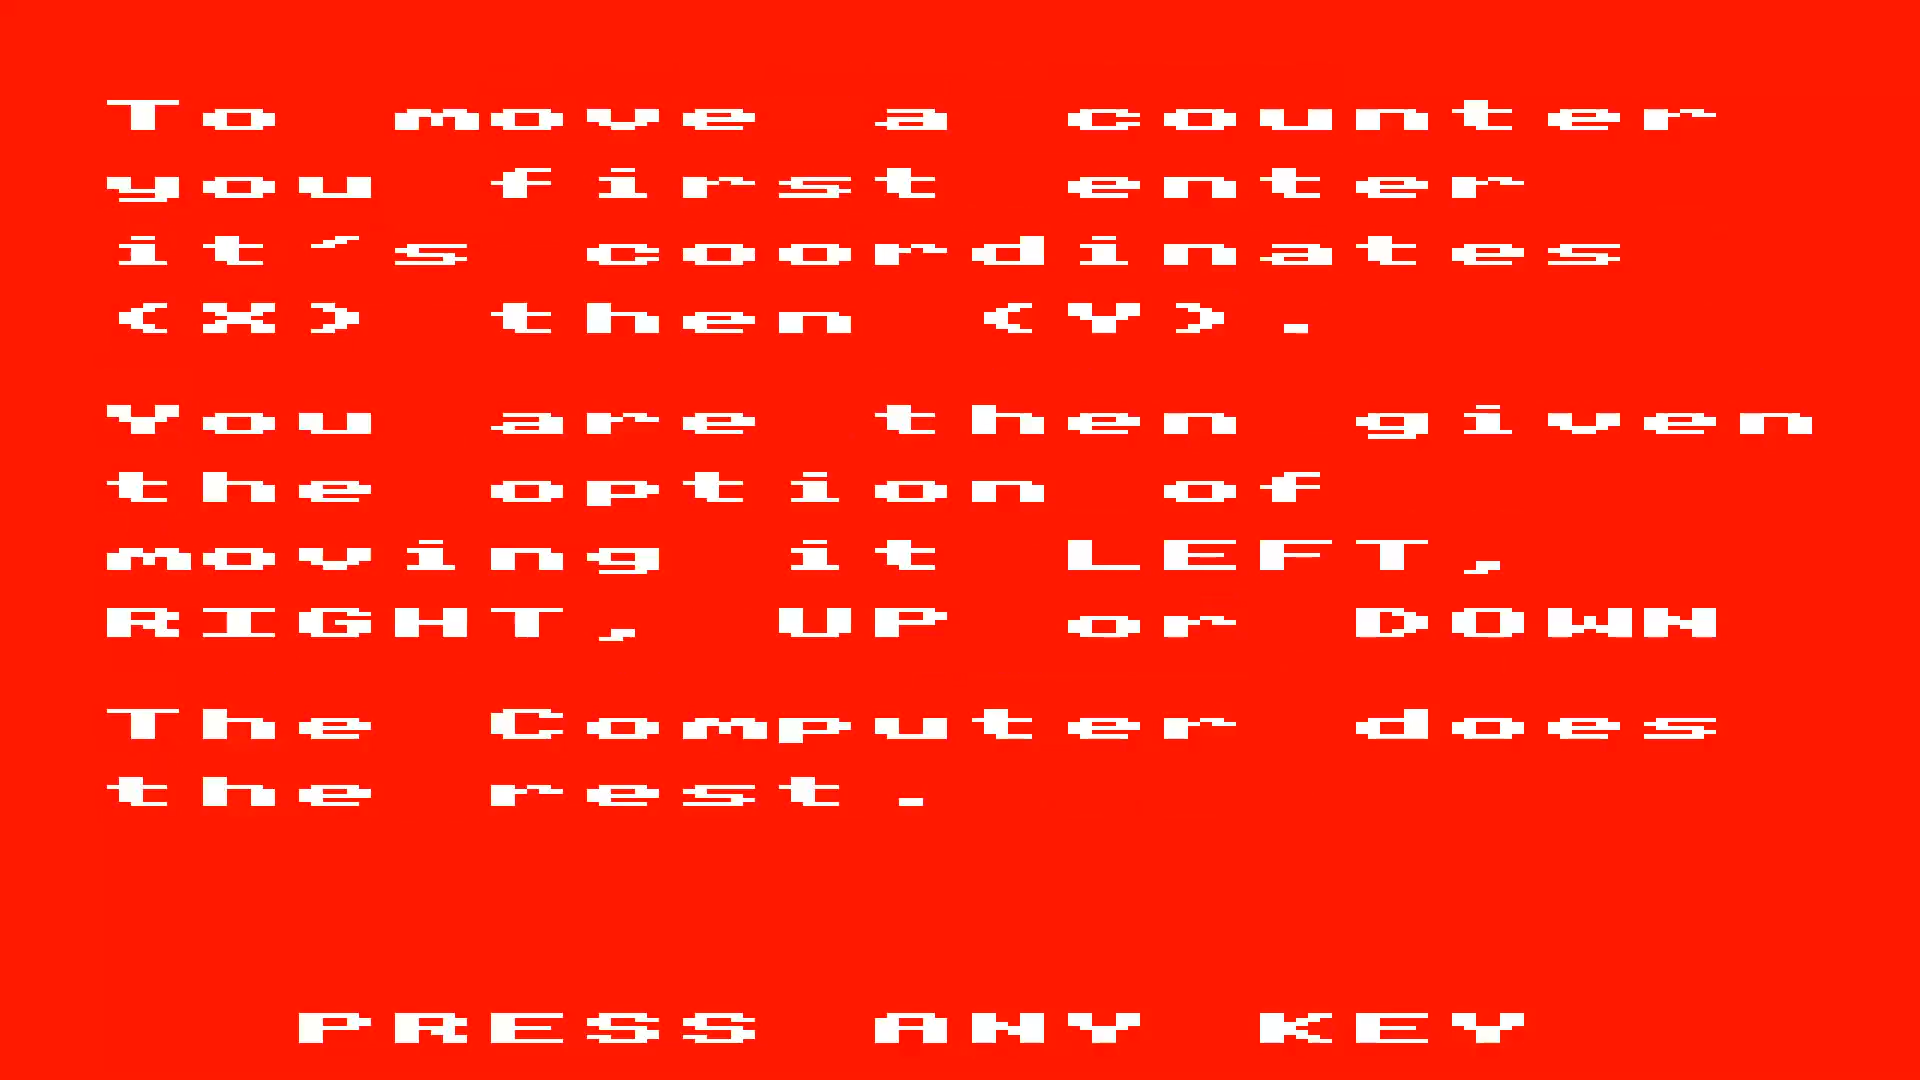 To move a counter
you first enter
it's coordinates
(X) then (Y).
You are then given
the option of
moving it LEFT,
RIGHT, UP or DOWN
The Computer does
the rest.
PRESS ANY KEY